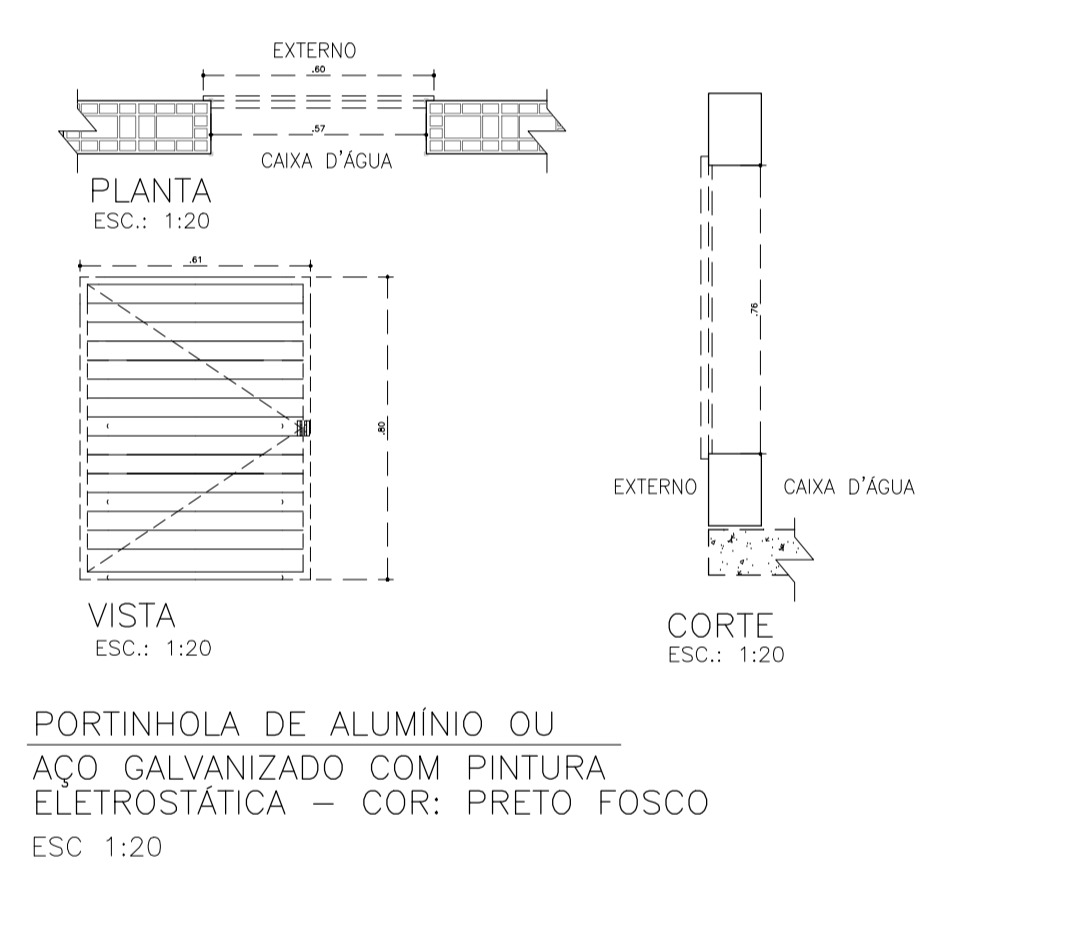 EXTERNO
.60
.57
CAIXA D'ÁGUA
PLANTA
ESC.: 1:20
.61
.80
VISTA
ESC.: 1:20
.76
EXTERNO
CAIXA D'ÁGUA
CORTE
ESC.: 1:20
PORTINHOLA DE ALUMÍNIO OU
AÇO GALVANIZADO COM PINTURA
ELETROSTÁTICA – COR: PRETO FOSCO
ESC 1:20